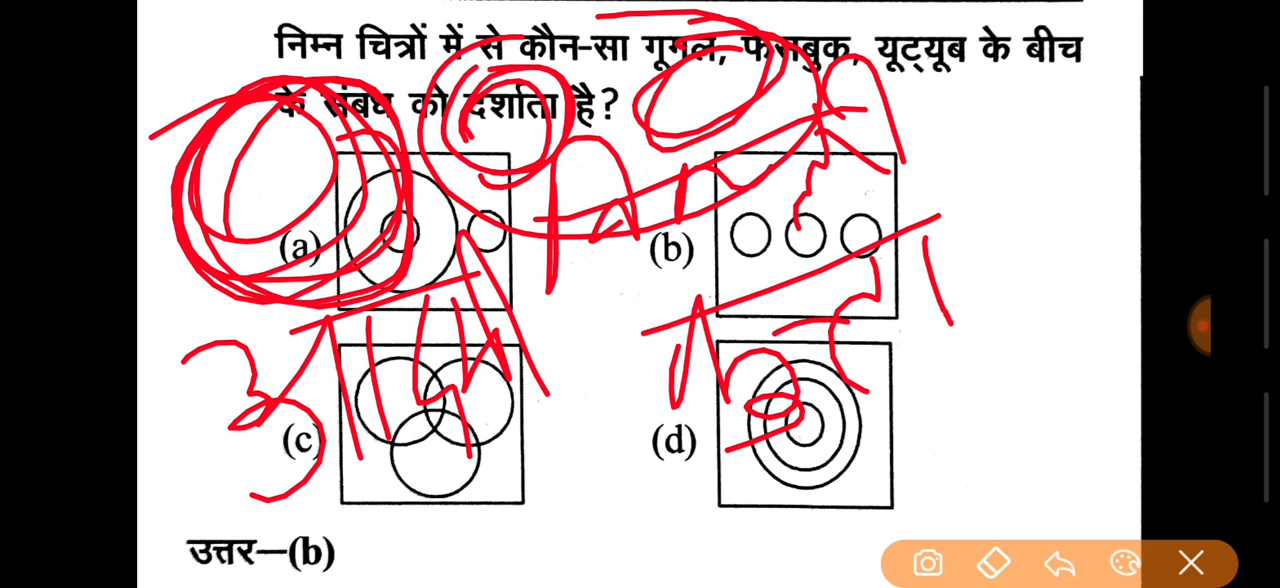 निम्न चित्रों में से कौन-सा गूगल, फेसबुक, यूट्यूब के बीच
के संबंध को दर्शाता है?
(a)
(b)
(c)
(d)
उत्तर—(b)